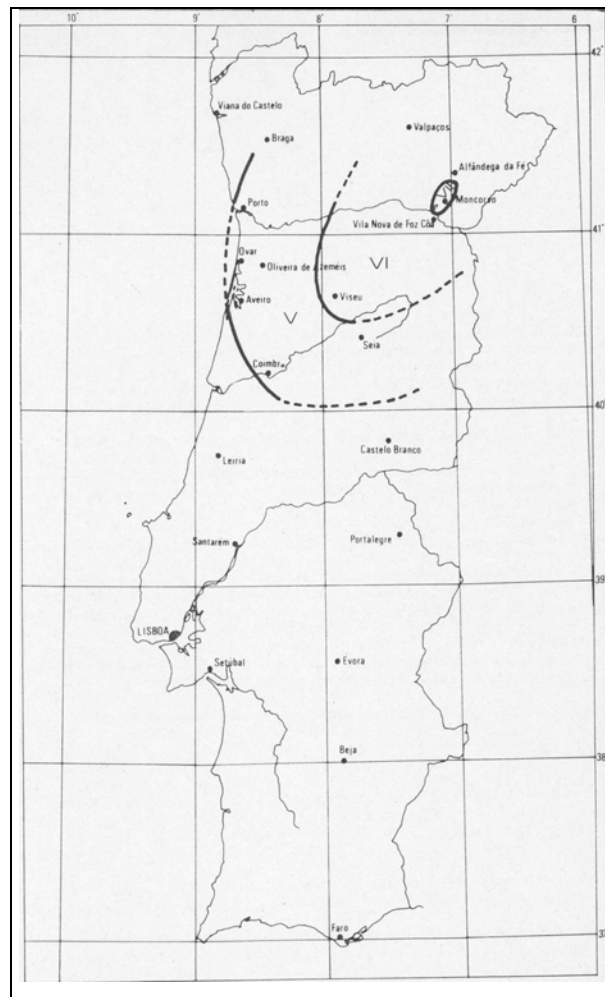 10° 9° 8° 7° 6
42°
Viana do Castelo
Braga
Valpaços
Alfândega da Fé
Moncorvo
Porto
Vila Nova de Foz Côa
41°
Ovar
Oliveira de Azeméis
VI
Aveiro
Viseu
V
Seia
Coimbra
40°
Castelo Branco
Leiria
Santarém
Portalegre
39°
LISBOA
Setúbal
Évora
38
Beja
Faro
37